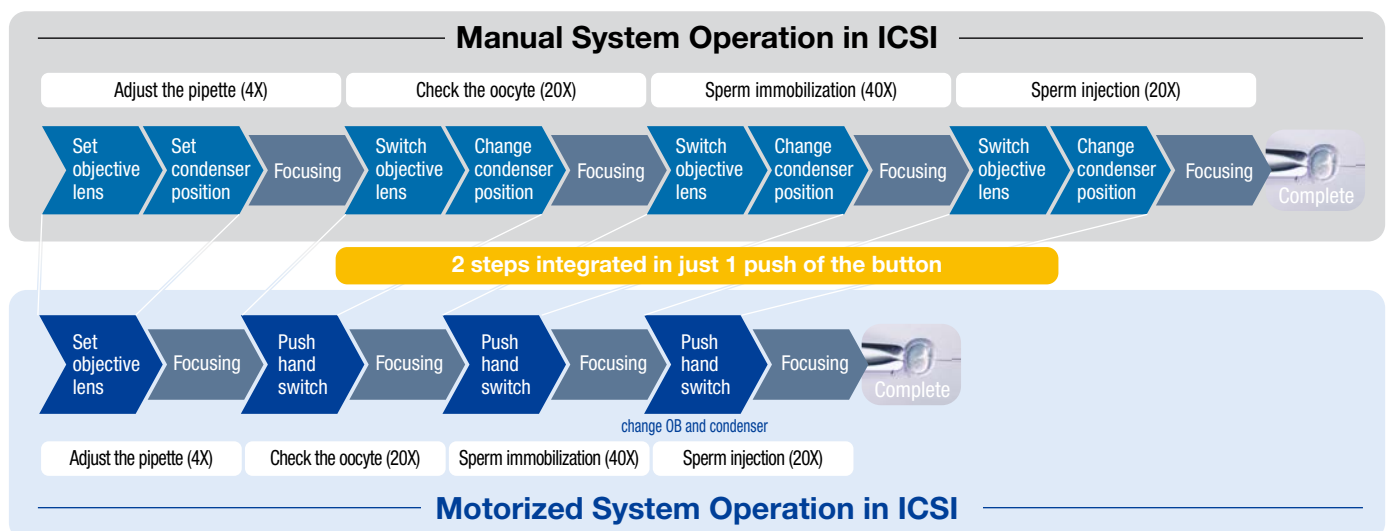 Manual System Operation in ICSI
Adjust the pipette (4X)
Check the oocyte (20X)
Sperm immobilization (40X)
Sperm injection (20X)
Set
objective
lens
Set
condenser
position
Focusing
Switch
objective
lens
Change
condenser
position
Focusing
Switch
objective
lens
Change
condenser
position
Focusing
Switch
objective
lens
Change
condenser
position
Focusing
Complete
2 steps integrated in just 1 push of the button
Set
objective
lens
Focusing
Push
hand
switch
Focusing
Push
hand
switch
Focusing
Push
hand
switch
Focusing
Complete
change OB and condenser
Adjust the pipette (4X)
Check the oocyte (20X)
Sperm immobilization (40X)
Sperm injection (20X)
Motorized System Operation in ICSI